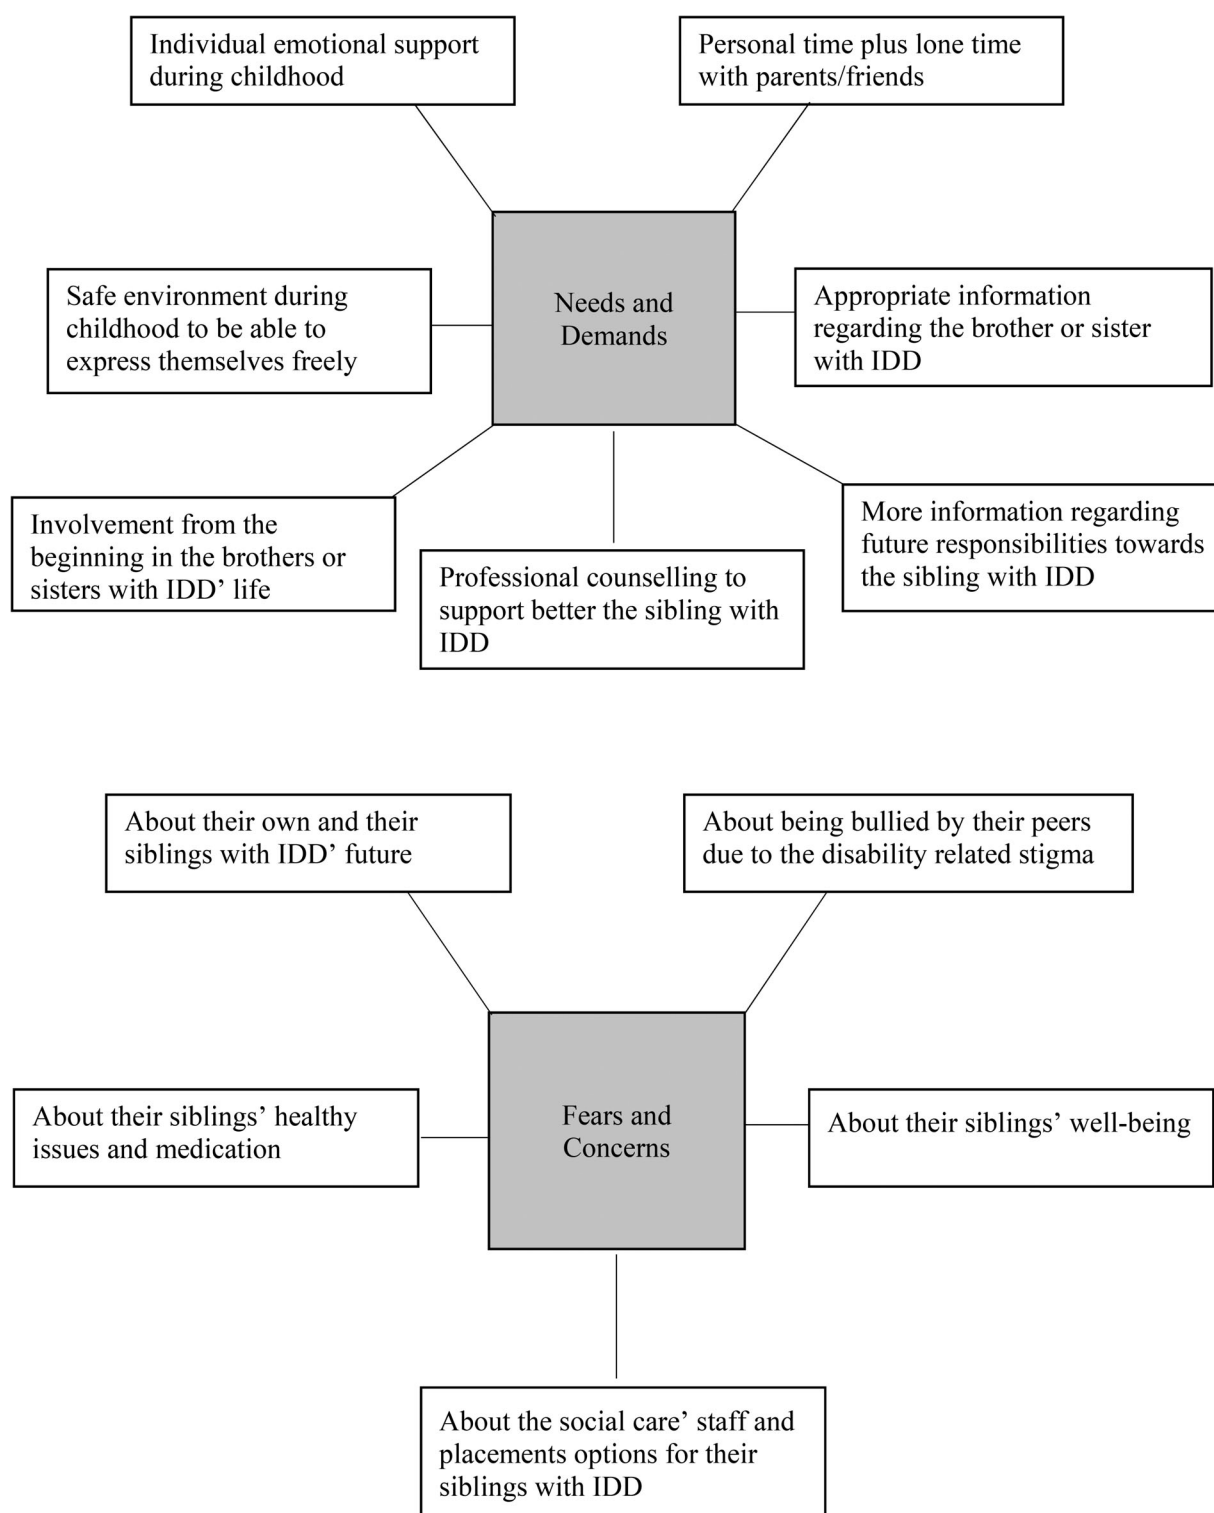 Individual emotional support
during childhood
Personal time plus lone time
with parents/friends
Needs and
Demands
Safe environment during
childhood to be able to
express themselves freely
Appropriate information
regarding the brother or sister
with IDD
Involvement from the
beginning in the brothers or
sisters with IDD’ life
Professional counselling to
support better the sibling with
IDD
More information regarding
future responsibilities towards
the sibling with IDD
About their own and their
siblings with IDD’ future
About being bullied by their peers
due to the disability related stigma
About their siblings’ healthy
issues and medication
Fears and
Concerns
About their siblings’ well-being
About the social care’ staff and
placements options for their
siblings with IDD